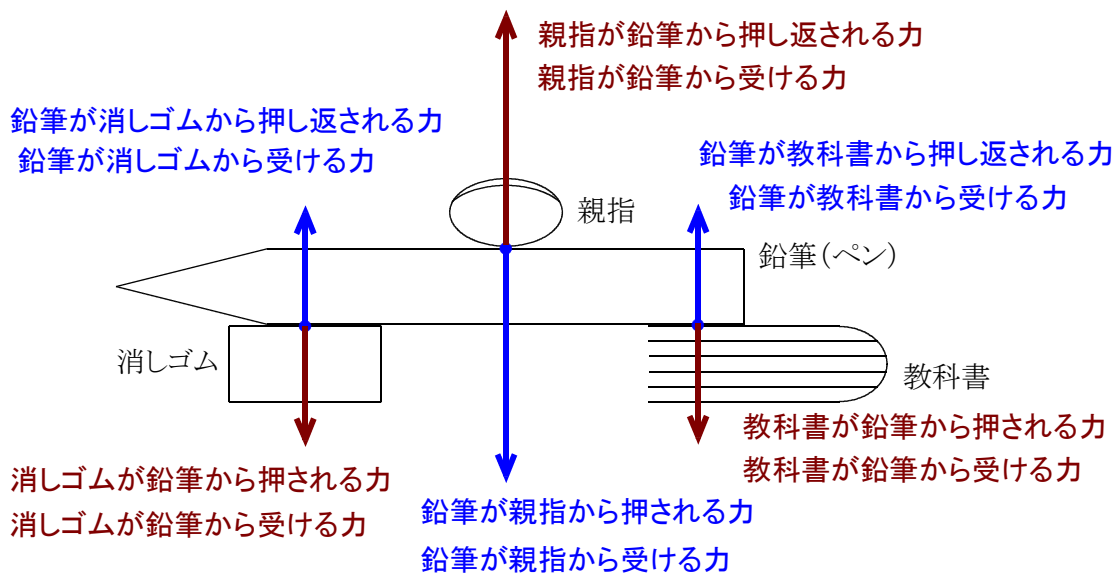 親指が鉛筆から押し返される力
親指が鉛筆から受ける力
鉛筆が消しゴムから押し返される力
鉛筆が消しゴムから受ける力
鉛筆が教科書から押し返される力
鉛筆が教科書から受ける力
親指
鉛筆(ペン)
消しゴム
教科書
教科書が鉛筆から押される力
教科書が鉛筆から受ける力
消しゴムが鉛筆から押される力
消しゴムが鉛筆から受ける力
鉛筆が親指から押される力
鉛筆が親指から受ける力